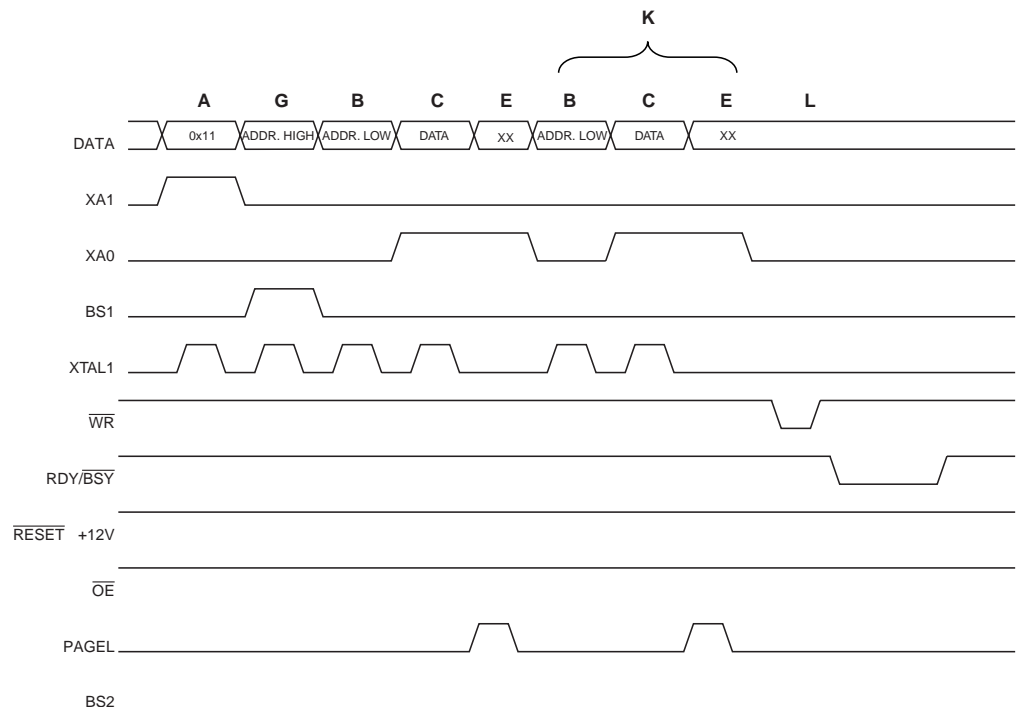 K
A G B C E B C E L
DATA 0x11 ADDR. HIGH ADDR. LOW DATA XX ADDR. LOW DATA XX
XA1
XA0
BS1
XTAL1
WR
RDY/BSY
RESET +12V
OE
PAGEL
BS2